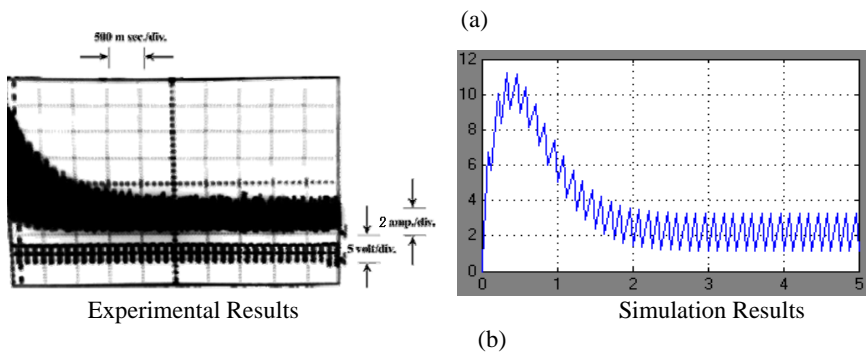 (a)
500 m sec./div.
2 amp./div.
5 volt/div.
Experimental Results
12
10
8
6
4
2
0
0 1 2 3 4 5
Simulation Results
(b)